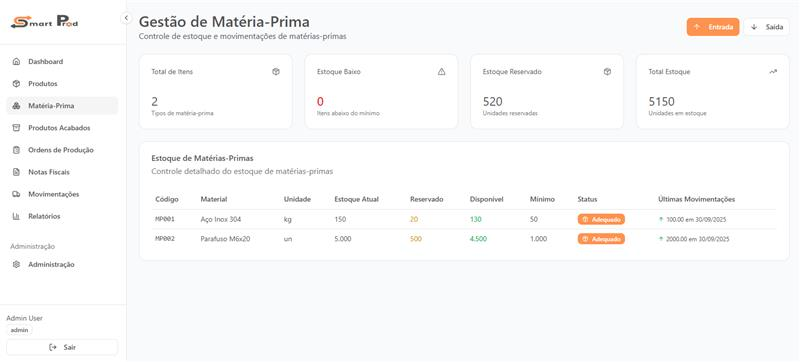 Smart Prod
Dashboard
Produtos
Matéria-Prima
Produtos Acabados
Ordens de Produção
Notas Fiscais
Movimentações
Relatórios
Administração
Administração
Admin User
admin
Sair
Gestão de Matéria-Prima
Controle de estoque e movimentações de matérias-primas
Entrada
Saída
Total de Itens
2
Tipos de matéria-prima
Estoque Baixo
0
Itens abaixo do mínimo
Estoque Reservado
520
Unidades reservadas
Total Estoque
5150
Unidades em estoque
Estoque de Matérias-Primas
Controle detalhado do estoque de matérias-primas
Código Material Unidade Estoque Atual Reservado Disponível Mínimo Status Últimas Movimentações
MP001 Aço Inox 304 kg 150 20 130 50 Adequado ↑ 100.00 em 30/09/2025
MP002 Parafuso M6x20 un 5.000 500 4.500 1.000 Adequado ↑ 2000.00 em 30/09/2025